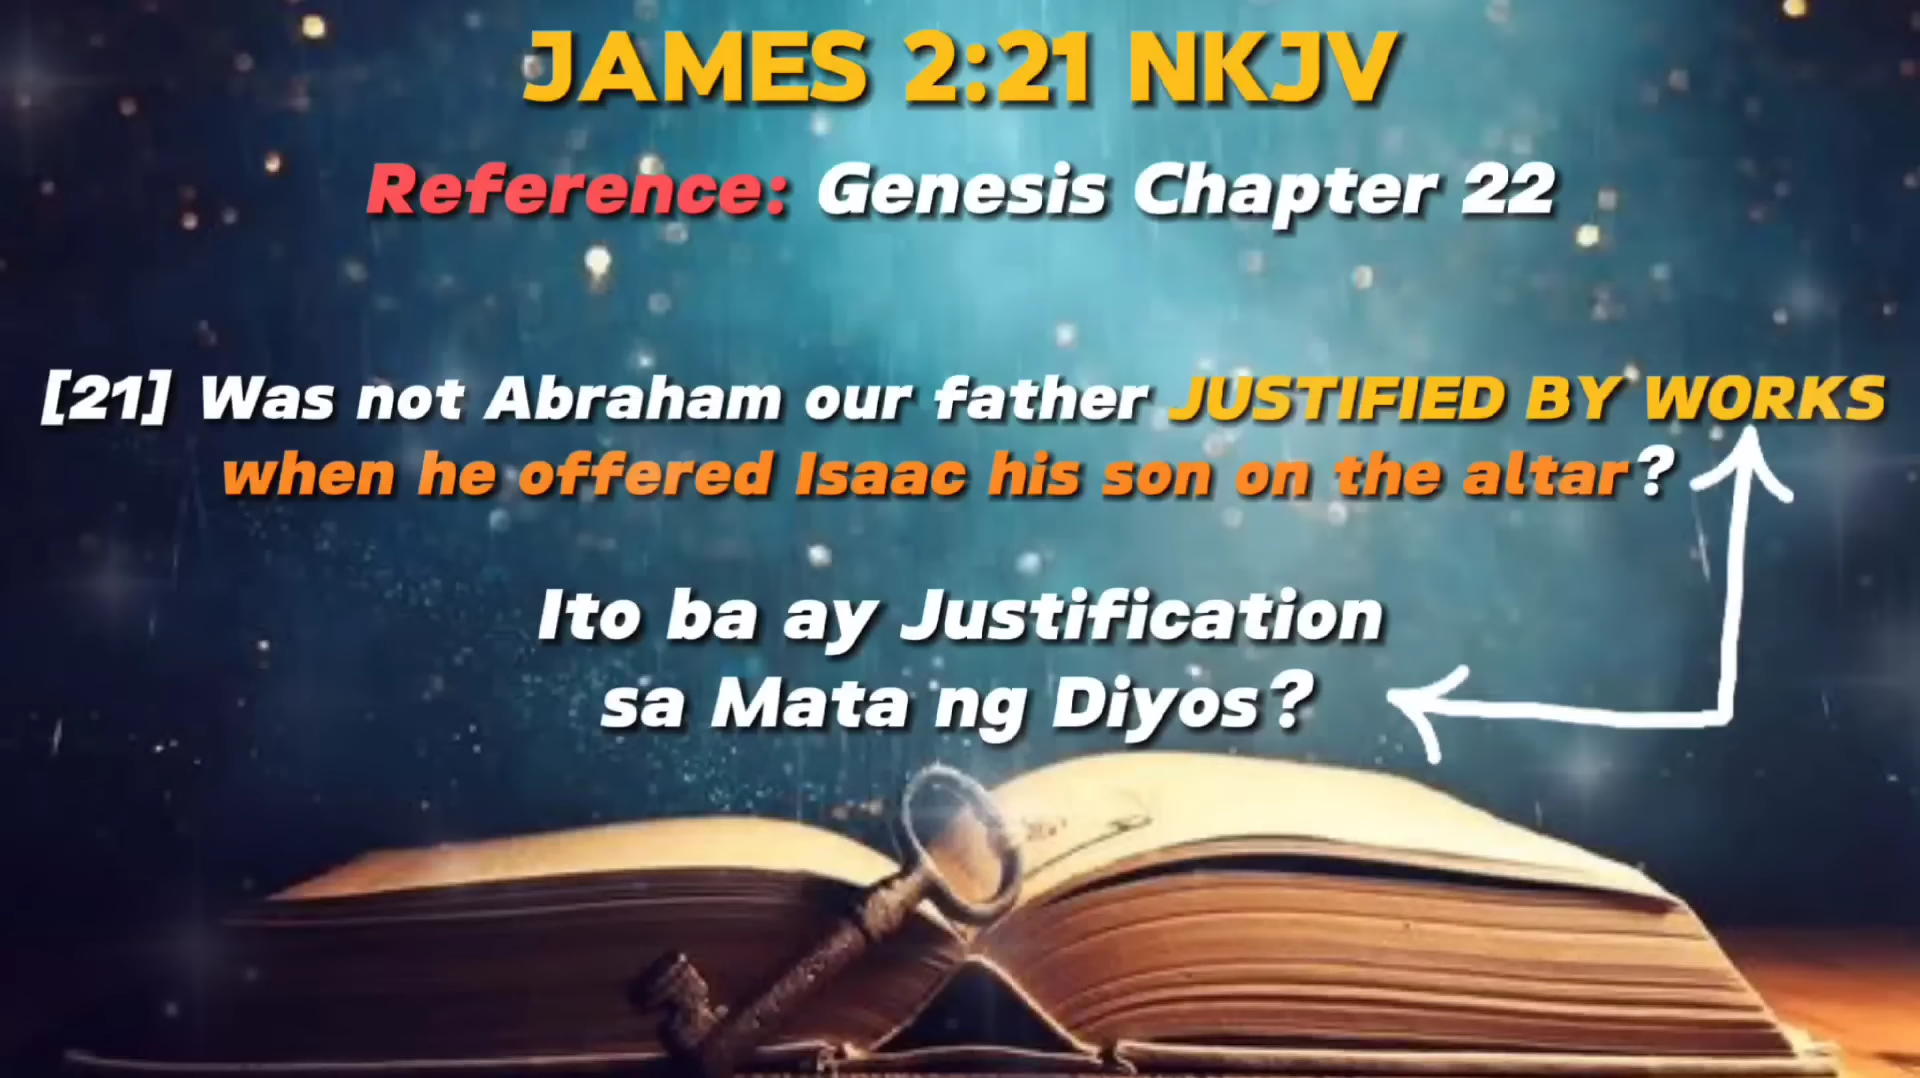 JAMES 2:21 NKJV
Reference: Genesis Chapter 22
[21] Was not Abraham our father JUSTIFIED BY WORKS
when he offered Isaac his son on the altar?
Ito ba ay Justification
sa Mata ng Diyos?